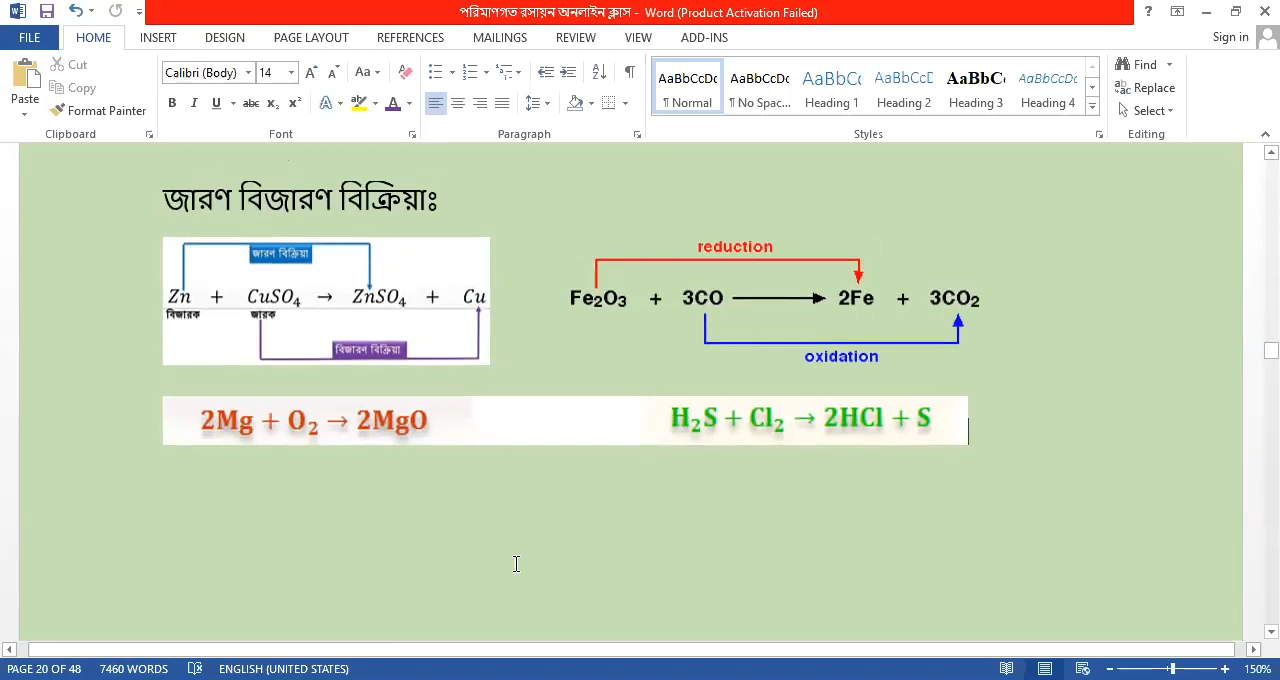 পরিমাণগত রসায়ন অনলাইন ক্লাস - Word (Product Activation Failed)
FILE HOME INSERT DESIGN PAGE LAYOUT REFERENCES MAILINGS REVIEW VIEW ADD-INS Sign in
Paste Cut Copy Format Painter
Calibri (Body) 14
AaBbCcDc AaBbCcDc AaBbCc AaBbCcD AaBbC AaBbCcDc
¶ Normal ¶ No Spac... Heading 1 Heading 2 Heading 3 Heading 4
Find Replace Select
Clipboard Font Paragraph Styles Editing
জারণ বিজারণ বিক্রিয়াঃ
জারণ বিক্রিয়া
Zn + CuSO₄ → ZnSO₄ + Cu
বিজারক জারক
বিজারণ বিক্রিয়া
reduction
Fe₂O₃ + 3CO ⟶ 2Fe + 3CO₂
oxidation
2Mg + O₂ → 2MgO
H₂S + Cl₂ → 2HCl + S
PAGE 20 OF 48 7460 WORDS ENGLISH (UNITED STATES) 150%